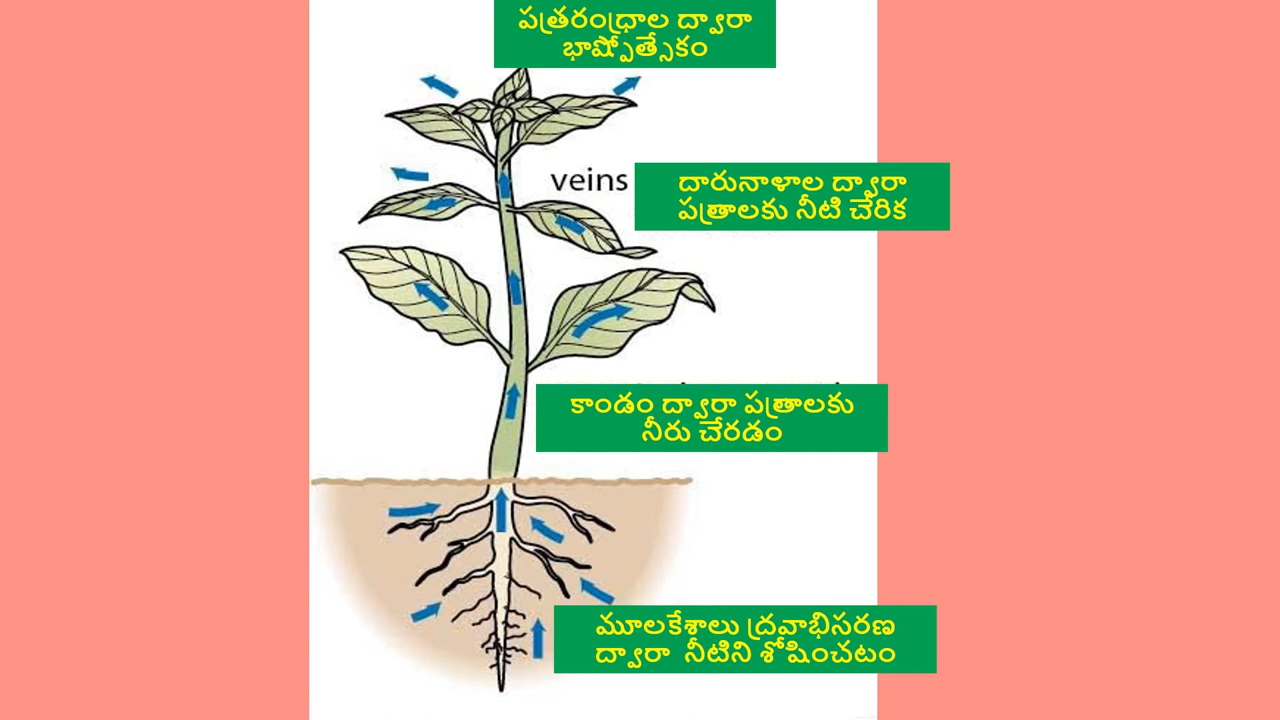 పత్రరంధ్రాల ద్వారా
భాష్పోత్సేకం
veins
దారునాళాల ద్వారా
పత్రాలకు నీటి చేరిక
కాండం ద్వారా పత్రాలకు
నీరు చేరడం
మూలకేశాలు ద్రవాభిసరణ
ద్వారా నీటిని శోషించటం